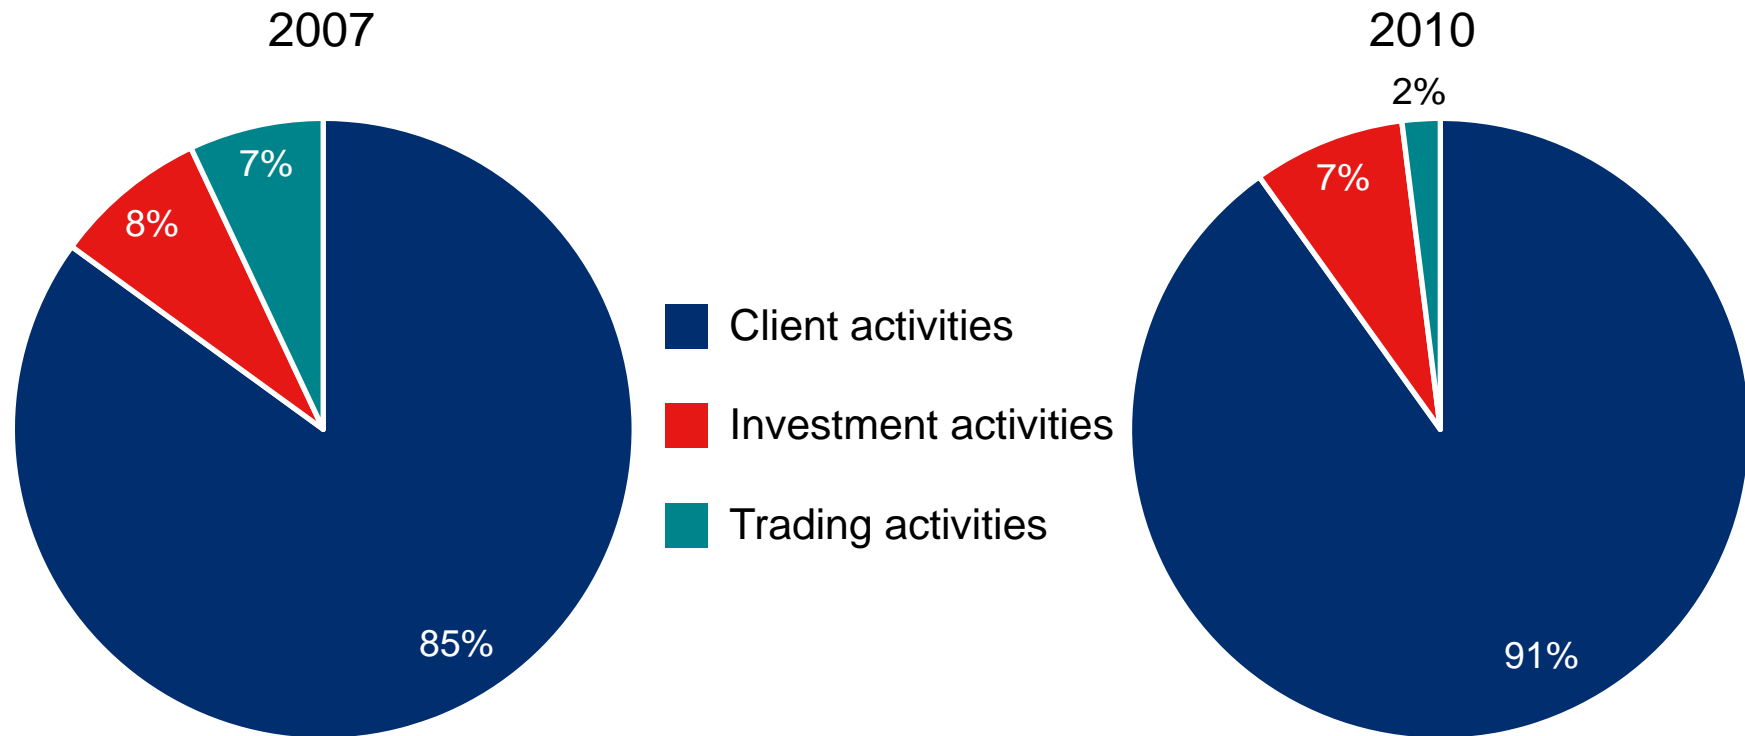 2007
7%
8%
85%
Client activities
Investment activities
Trading activities
2010
2%
7%
91%